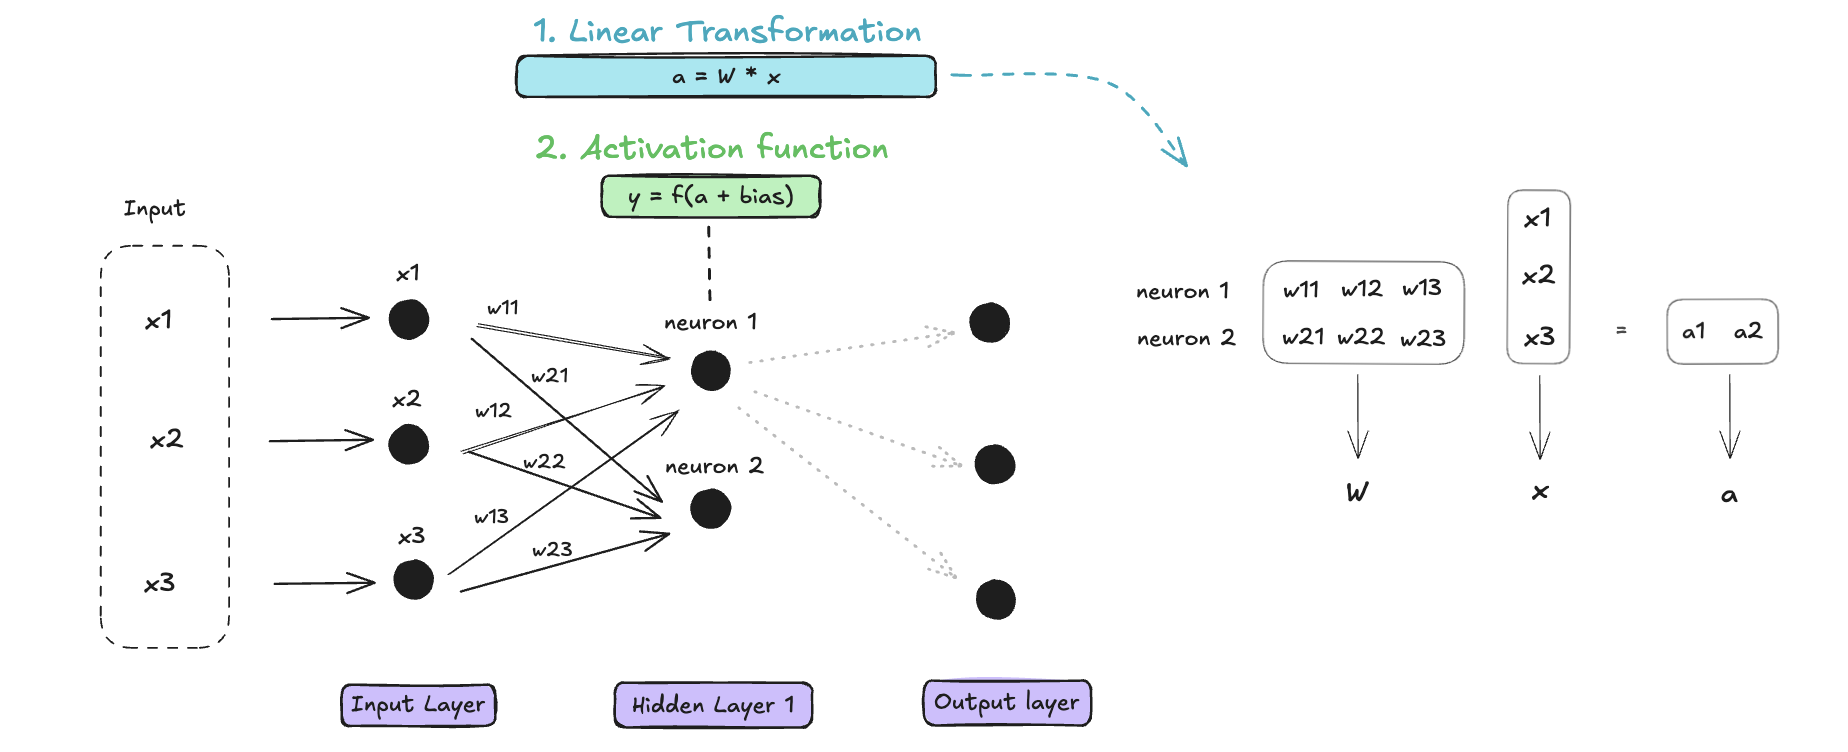 1. Linear Transformation
a = W * x
2. Activation function
y = f(a + bias)
Input
x1
x2
x3
x1
x2
x3
w11
w21
w12
w22
w13
w23
neuron 1
neuron 2
Input Layer
Hidden Layer 1
Output layer
neuron 1 w11 w12 w13
neuron 2 w21 w22 w23
x1
x2
x3
=
a1 a2
W
x
a